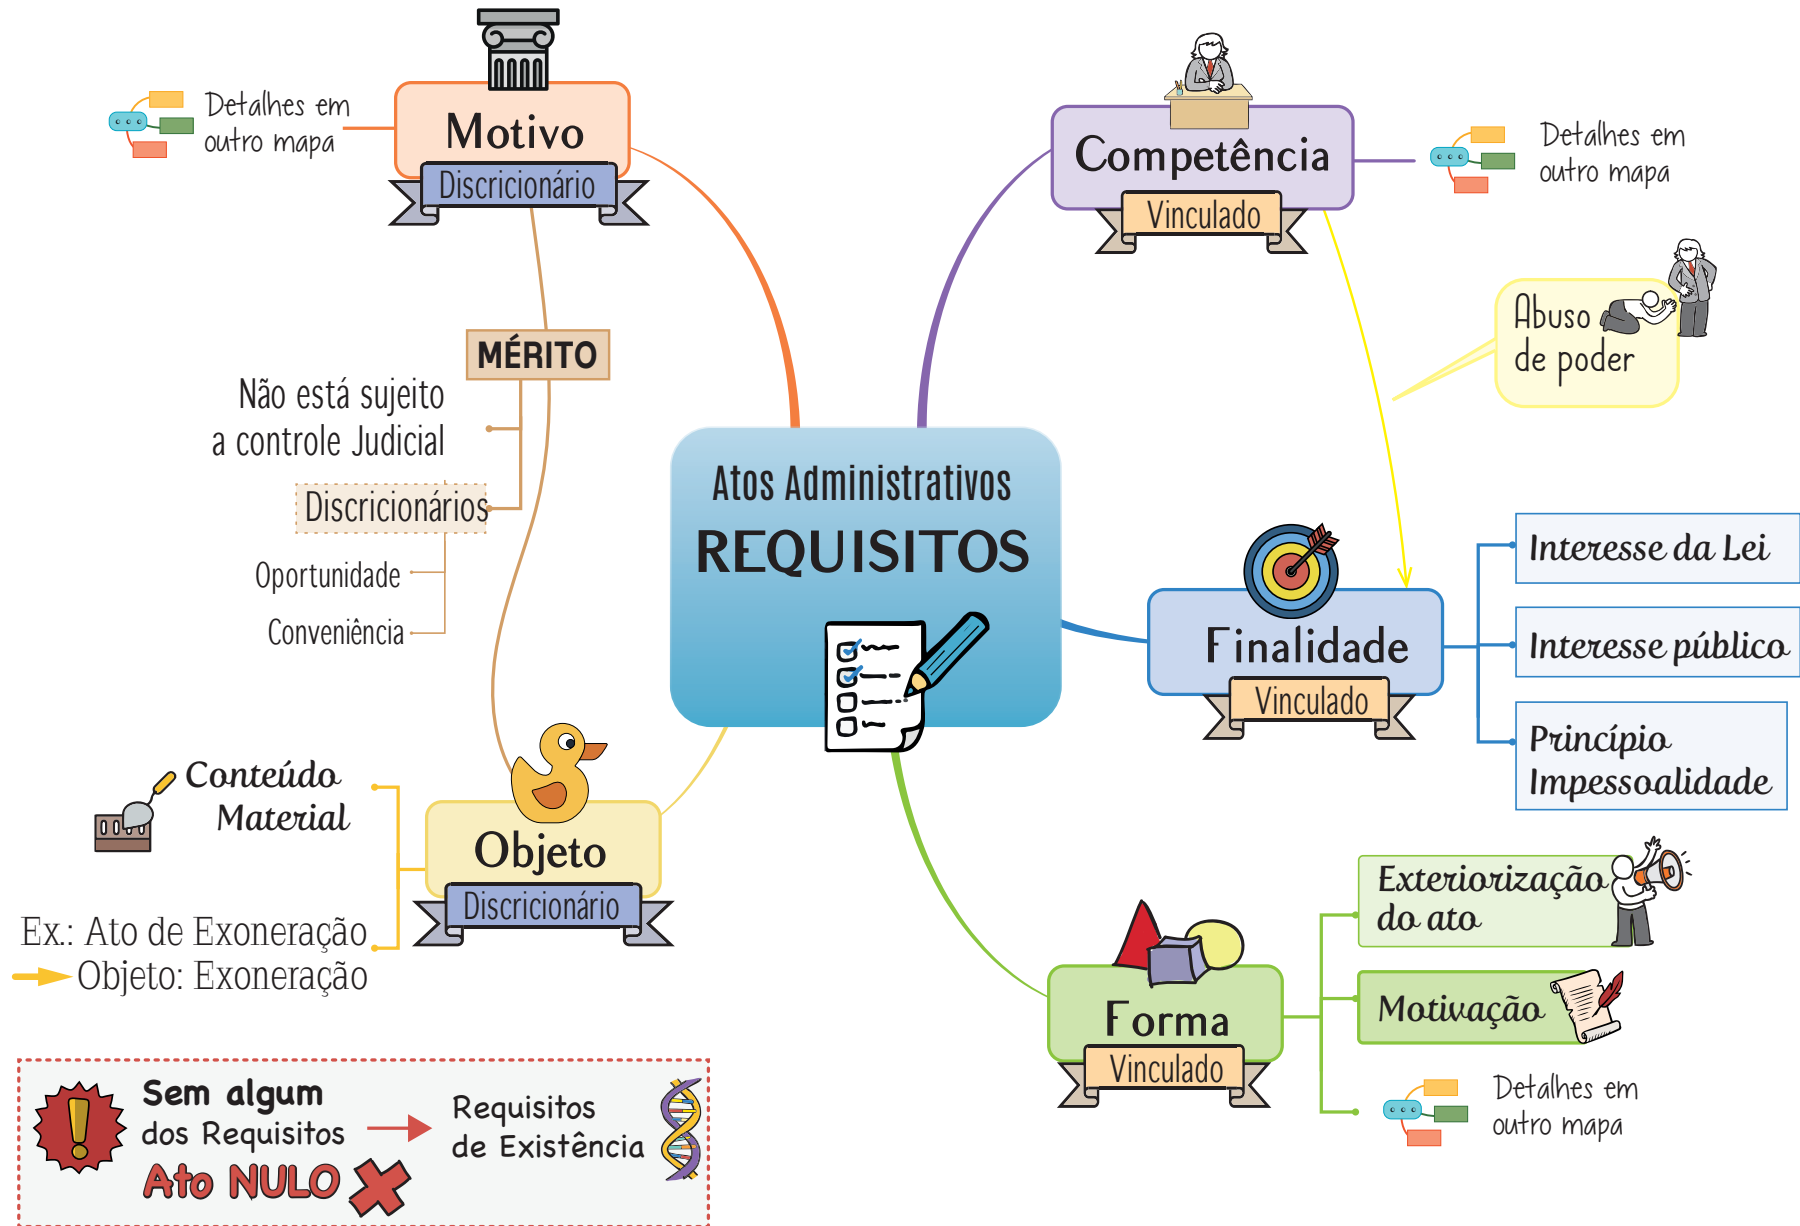 Atos Administrativos
REQUISITOS
Motivo
Discricionário
Detalhes em
outro mapa
MÉRITO
Não está sujeito
a controle Judicial
Discricionários
Oportunidade
Conveniência
Objeto
Discricionário
Conteúdo
Material
Ex.: Ato de Exoneração
Objeto: Exoneração
Competência
Vinculado
Detalhes em
outro mapa
Abuso
de poder
Finalidade
Vinculado
Interesse da Lei
Interesse público
Princípio
Impessoalidade
Forma
Vinculado
Exteriorização
do ato
Motivação
Detalhes em
outro mapa
Sem algum
dos Requisitos
Ato NULO
Requisitos
de Existência